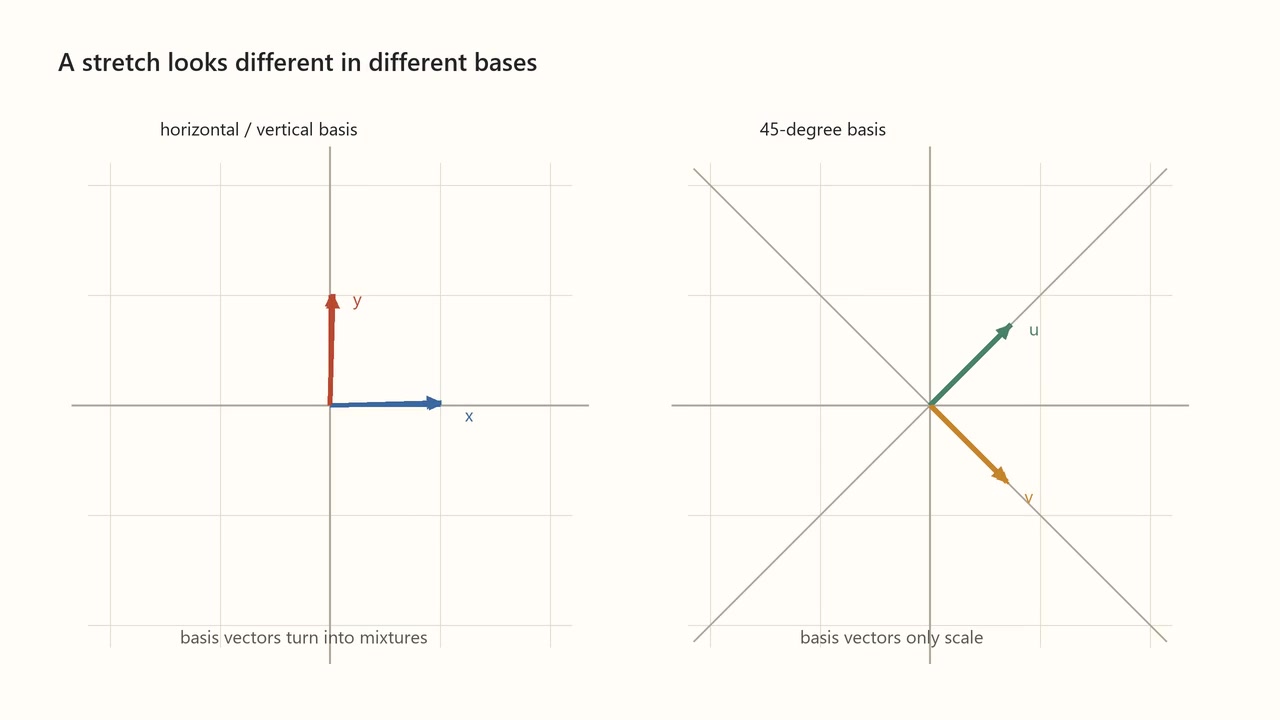 A stretch looks different in different bases
horizontal / vertical basis
45-degree basis
y
u
x
v
basis vectors turn into mixtures
basis vectors only scale